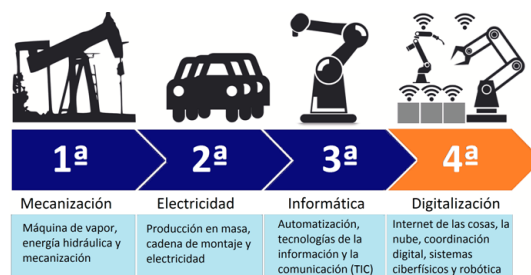 1ª
2ª
3ª
4ª
Mecanización
Electricidad
Informática
Digitalización
Máquina de vapor,
energía hidráulica y
mecanización
Producción en masa,
cadena de montaje y
electricidad
Automatización,
tecnologías de la
información y la
comunicación (TIC)
Internet de las cosas, la
nube, coordinación
digital, sistemas
ciberfísicos y robótica